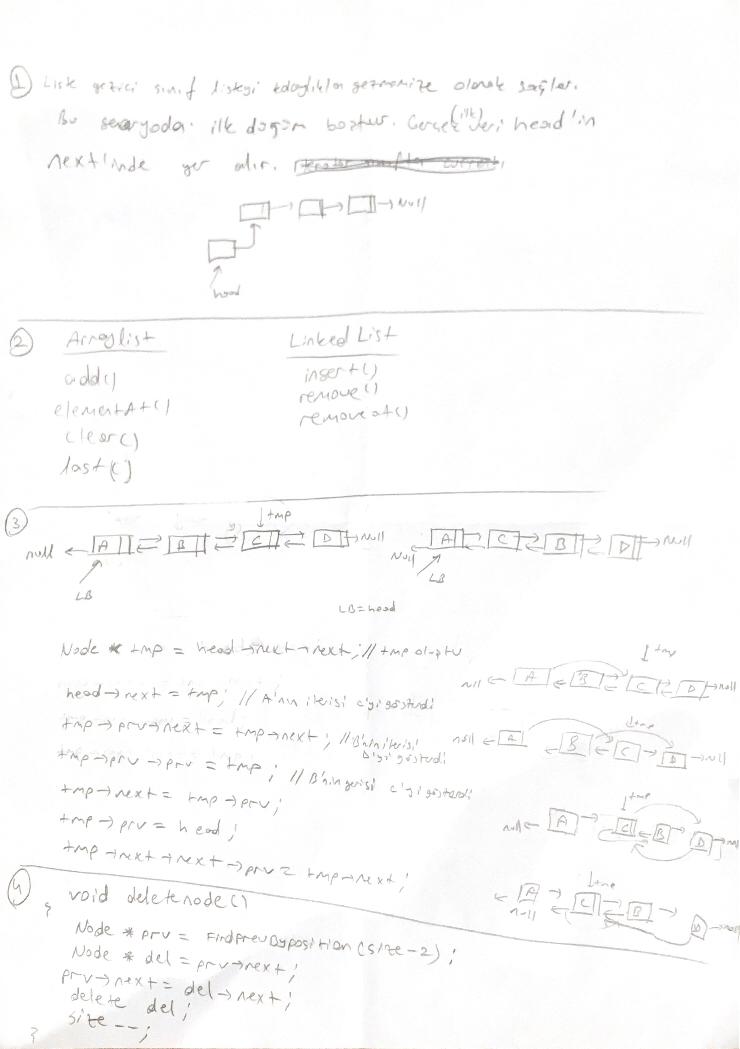 1 Liste gezici sınıf listeyi kolaylıkla gezmemize olanak sağlar.
Bu senaryoda ilk düğüm boştur. Gerçek (ilk) veri head'in
next'inde yer alır.
→ Null
head
2 Arraylist Linked List
add() insert()
elementAt() remove()
clear() removeat()
last()
3 ↓tmp
null ← A B C D → Null
Null A C B D → Null
LB LB
LB = head
Node * tmp = head→next→next; // tmp oluştu
head→next = tmp; // A'nın ilerisi C'yi gösterdi
tmp→prv→next = tmp→next; // B'nin ilerisi D'yi gösterdi
tmp→prv→prv = tmp; // B'nin gerisi C'yi gösterdi
tmp→next = tmp→prv;
tmp→prv = head;
tmp→next→next→prv = tmp→next;
↓tmp
null ← A B C D → null
↓tmp
null ← A B C D → null
↓tmp
null ← A C B D null
↓tmp
A C B D → null
null
4 void deletenode()
{
Node * prv = FindPrevByPosition(size-2);
Node * del = prv→next;
prv→next = del→next;
delete del;
size--;
}